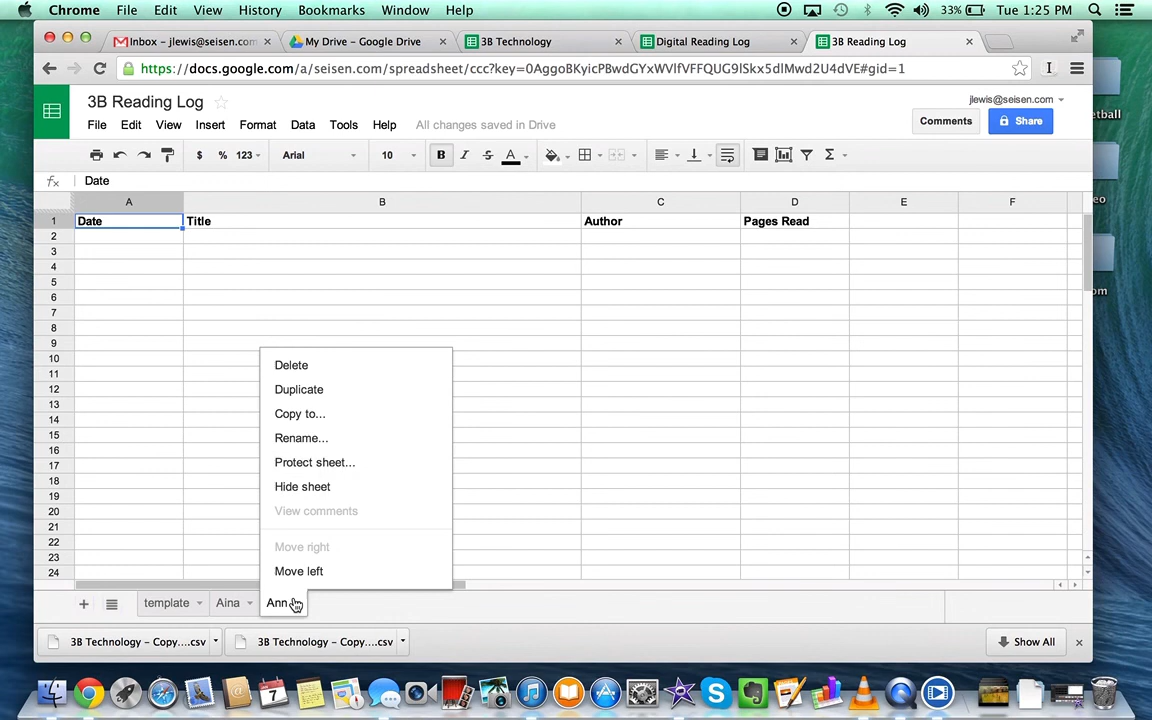 Chrome File Edit View History Bookmarks Window Help 33% Tue 1:25 PM
Inbox – jlewis@seisen.com My Drive – Google Drive 3B Technology Digital Reading Log 3B Reading Log
https://docs.google.com/a/seisen.com/spreadsheet/ccc?key=0AggoBKyicPBwdGYxWVlfVFFQUG9lSkx5dlMwd2U4dVE#gid=1
3B Reading Log jlewis@seisen.com
File Edit View Insert Format Data Tools Help All changes saved in Drive Comments Share
$ % 123 Arial 10 B I S A Σ
fx Date
A B C D E F
1 Date Title Author Pages Read
2
3
4
5
6
7
8
9
10
11
12
13
14
15
16
17
18
19
20
21
22
23
24
Delete
Duplicate
Copy to...
Rename...
Protect sheet...
Hide sheet
View comments
Move right
Move left
+ template Aina Ann
3B Technology – Copy....csv 3B Technology – Copy....csv Show All
7